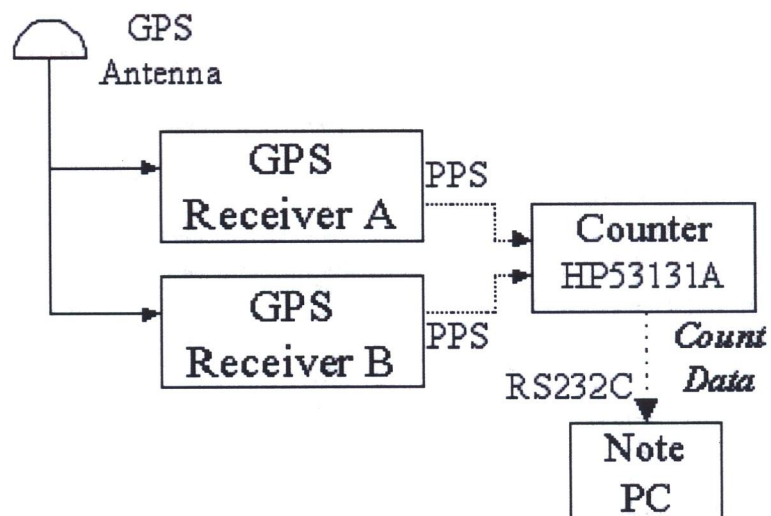 GPS
Antenna
GPS
Receiver A
PPS
Counter
HP53131A
GPS
Receiver B
PPS
Count
Data
RS232C
Note
PC